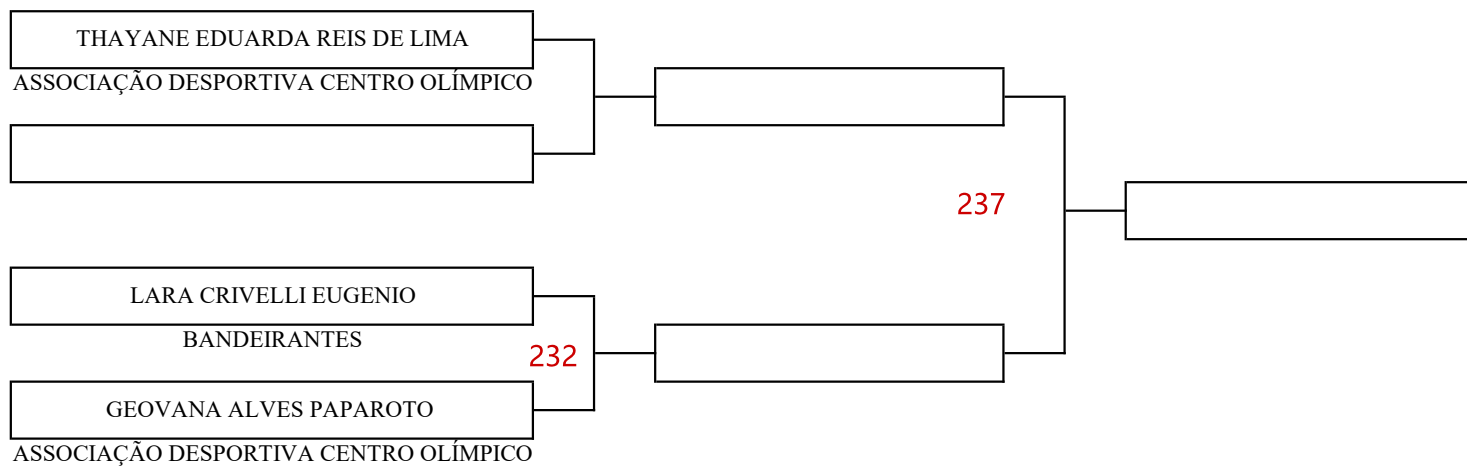 THAYANE EDUARDA REIS DE LIMA
ASSOCIAÇÃO DESPORTIVA CENTRO OLÍMPICO
237
LARA CRIVELLI EUGENIO
BANDEIRANTES
232
GEOVANA ALVES PAPAROTO
ASSOCIAÇÃO DESPORTIVA CENTRO OLÍMPICO